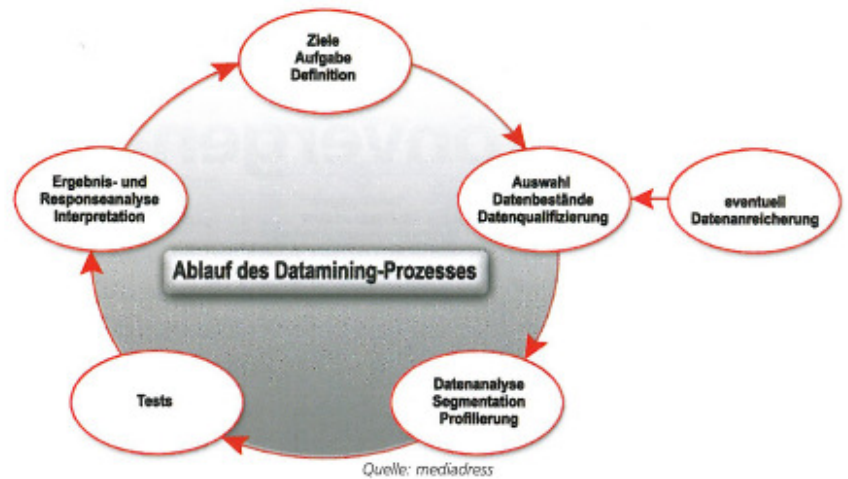 Ziele
Aufgabe
Definition
Auswahl
Datenbestände
Datenqualifizierung
eventuell
Datenanreicherung
Datenanalyse
Segmentation
Profilierung
Tests
Ergebnis- und
Responseanalyse
Interpretation
Ablauf des Datamining-Prozesses
Quelle: mediadress